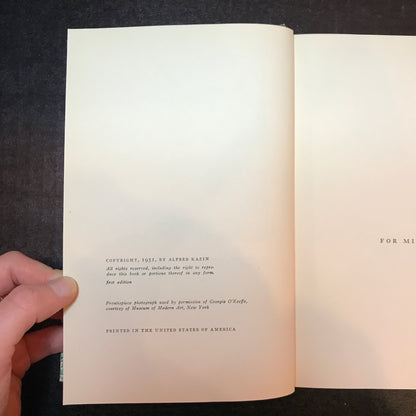 COPYRIGHT, 1951, BY ALFRED KAZIN
All rights reserved, including the right to repro-
duce this book or portions thereof in any form.
first edition
Frontispiece photograph used by permission of Georgia O'Keeffe,
courtesy of Museum of Modern Art, New York
PRINTED IN THE UNITED STATES OF AMERICA
FOR MI